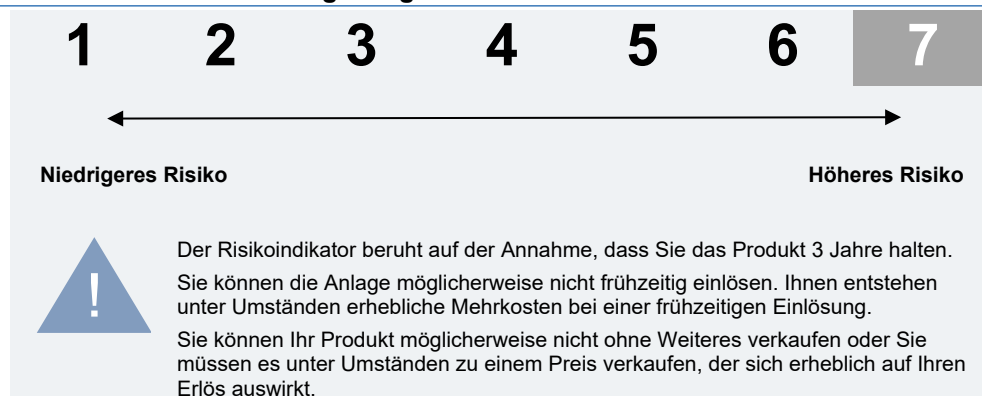 1 2 3 4 5 6 7
Niedrigeres Risiko Höheres Risiko
!
Der Risikoindikator beruht auf der Annahme, dass Sie das Produkt 3 Jahre halten.
Sie können die Anlage möglicherweise nicht frühzeitig einlösen. Ihnen entstehen
unter Umständen erhebliche Mehrkosten bei einer frühzeitigen Einlösung.
Sie können Ihr Produkt möglicherweise nicht ohne Weiteres verkaufen oder Sie
müssen es unter Umständen zu einem Preis verkaufen, der sich erheblich auf Ihren
Erlös auswirkt.